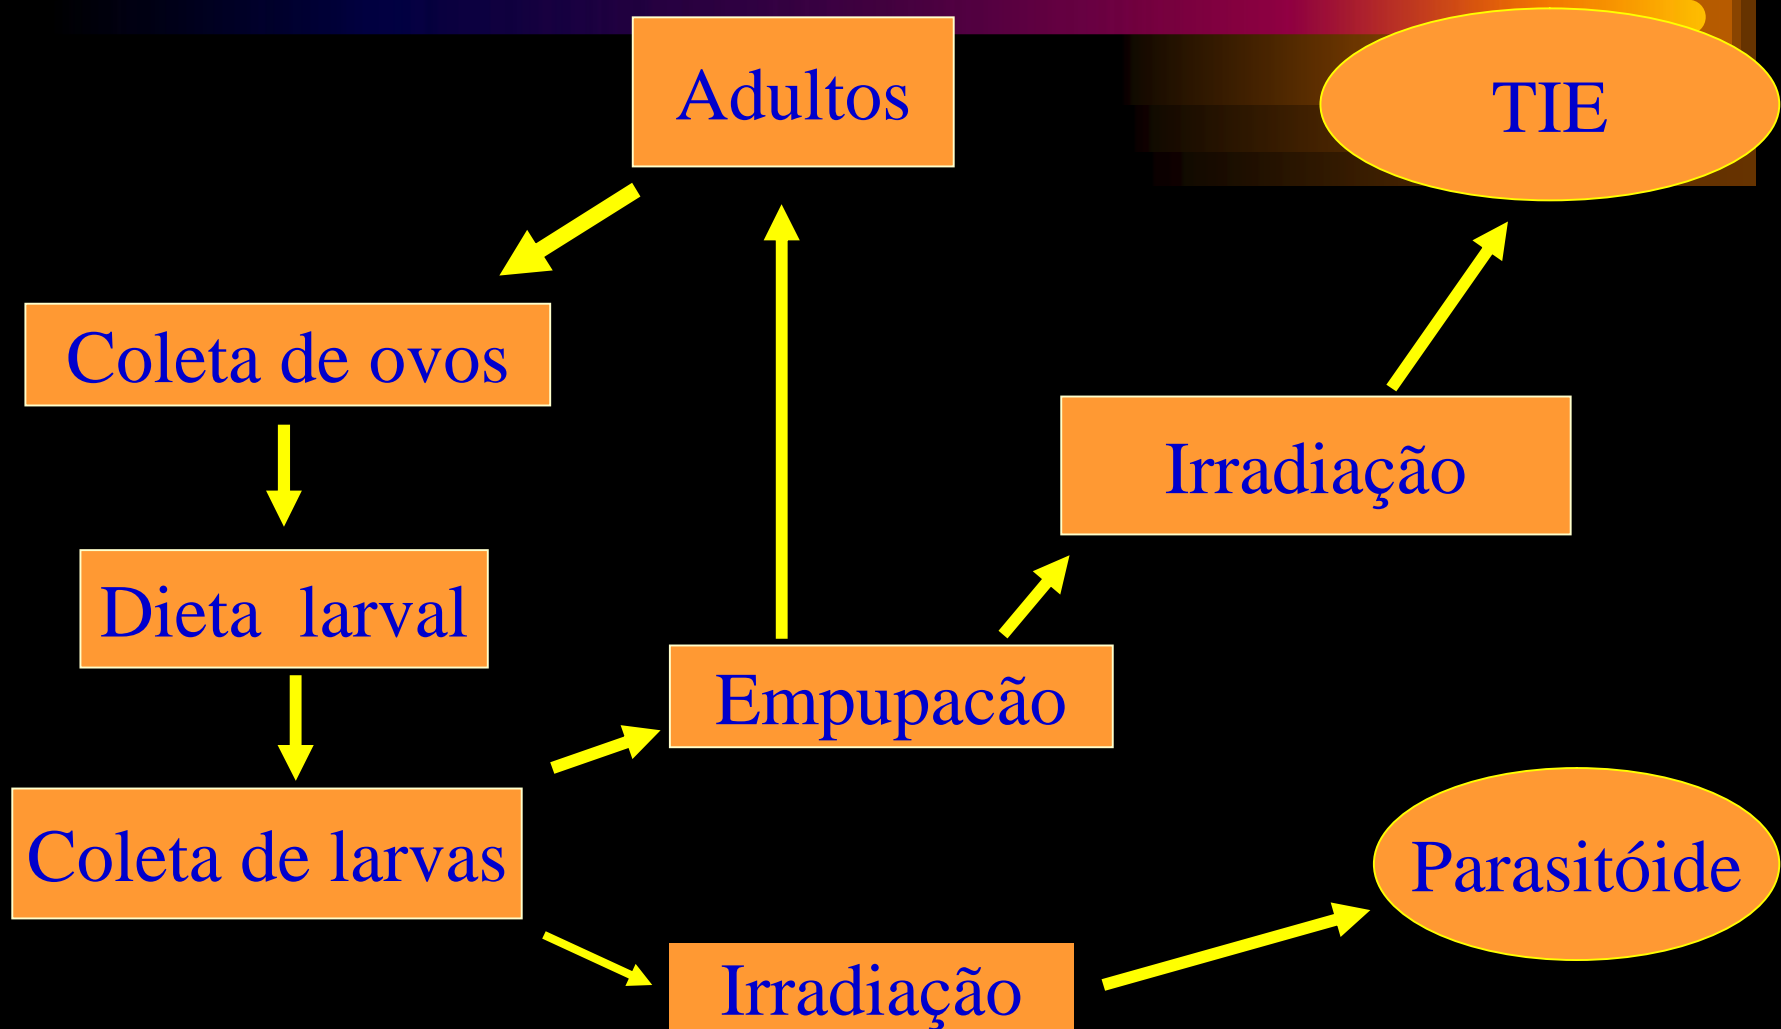 Adultos
TIE
Coleta de ovos
Irradiação
Dieta larval
Empupacão
Coleta de larvas
Parasitóide
Irradiação